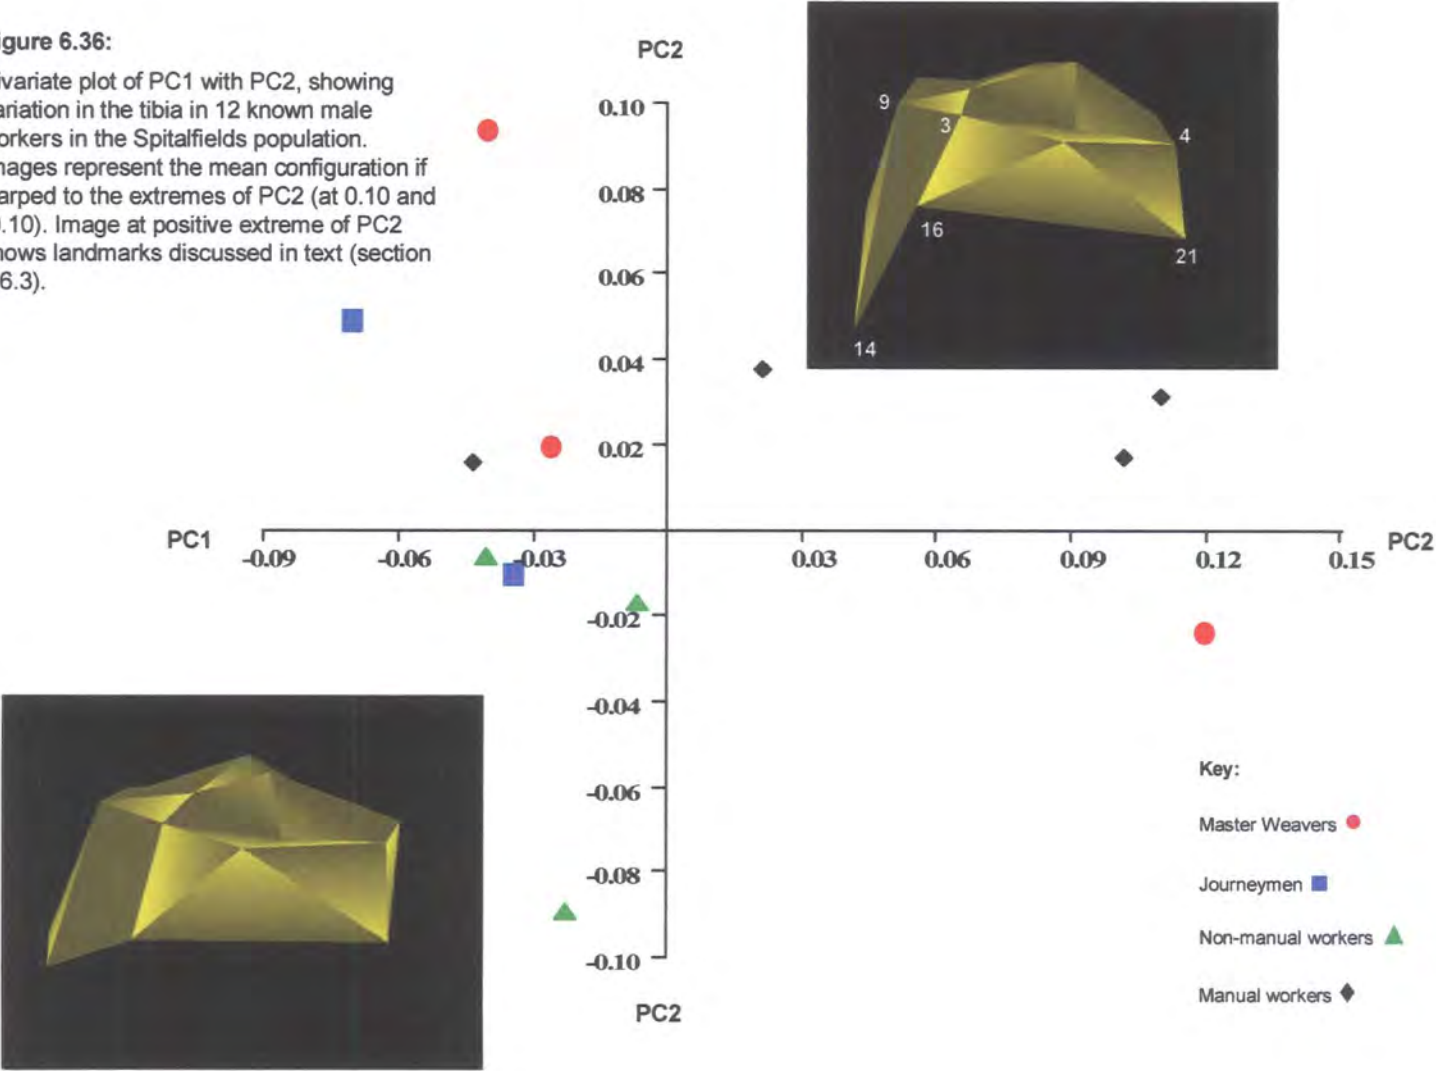 igure 6.36:
ivariate plot of PC1 with PC2, showing
ariation in the tibia in 12 known male
orkers in the Spitalfields population.
nages represent the mean configuration if
arped to the extremes of PC2 (at 0.10 and
.10). Image at positive extreme of PC2
hows landmarks discussed in text (section
6.3).
PC2
0.10
0.08
0.06
0.04
0.02
9
3
4
16
21
14
PC1
-0.09
-0.06
-0.03
0.03
0.06
0.09
0.12
0.15
PC2
-0.02
-0.04
-0.06
-0.08
-0.10
PC2
Key:
Master Weavers
Journeymen
Non-manual workers
Manual workers